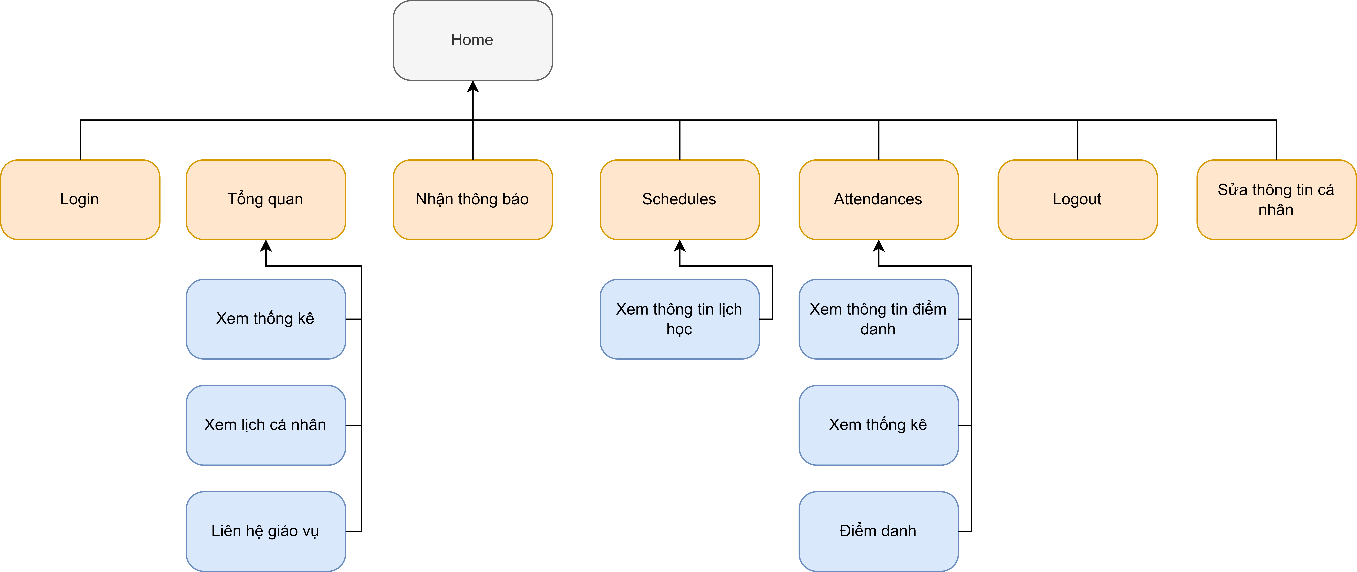 Home
Login
Tổng quan
Nhận thông báo
Schedules
Attendances
Logout
Sửa thông tin cá
nhân
Xem thống kê
Xem lịch cá nhân
Liên hệ giáo vụ
Xem thông tin lịch
học
Xem thông tin điểm
danh
Xem thống kê
Điểm danh